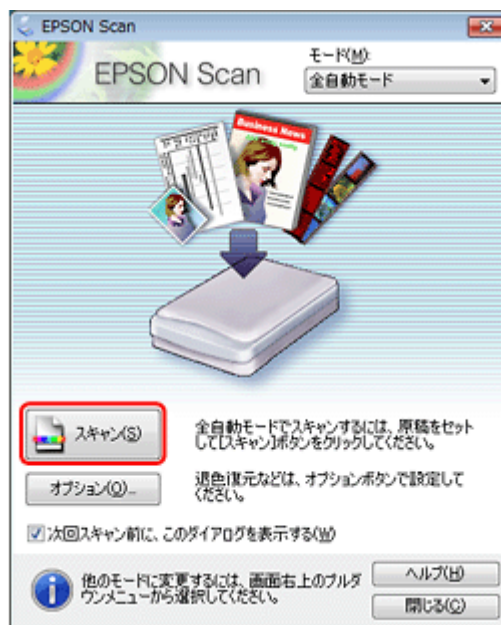 EPSON Scan
EPSON Scan
モード(M):
全自動モード
Business News
スキャン(S)
全自動モードでスキャンするには、原稿をセット
して[スキャン]ボタンをクリックしてください。
オプション(O)...
退色復元などは、オプションボタンで設定して
ください。
次回スキャン前に、このダイアログを表示する(W)
他のモードに変更するには、画面右上のプルダ
ウンメニューから選択してください。
ヘルプ(H)
閉じる(C)